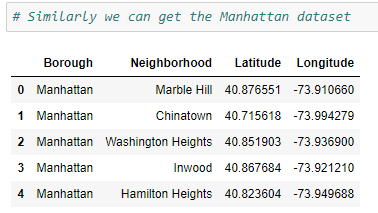 # Similarly we can get the Manhattan dataset
Borough Neighborhood Latitude Longitude
0 Manhattan Marble Hill 40.876551 -73.910660
1 Manhattan Chinatown 40.715618 -73.994279
2 Manhattan Washington Heights 40.851903 -73.936900
3 Manhattan Inwood 40.867684 -73.921210
4 Manhattan Hamilton Heights 40.823604 -73.949688